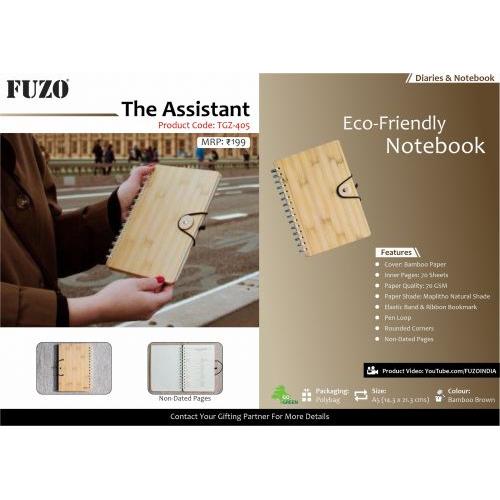 FUZO®
The Assistant
Product Code: TGZ-405
MRP: ₹199
Non-Dated Pages
Diaries & Notebook
Eco-Friendly
Notebook
Features
Cover: Bamboo Paper
Inner Pages: 70 Sheets
Paper Quality: 70 GSM
Paper Shade: Maplitho Natural Shade
Elastic Band & Ribbon Bookmark
Pen Loop
Rounded Corners
Non-Dated Pages
Product Video: YouTube.com/FUZOINDIA
GO GREEN
Packaging:
Polybag
Size:
A5 (14.3 x 21.3 cms)
Colour:
Bamboo Brown
Contact Your Gifting Partner For More Details